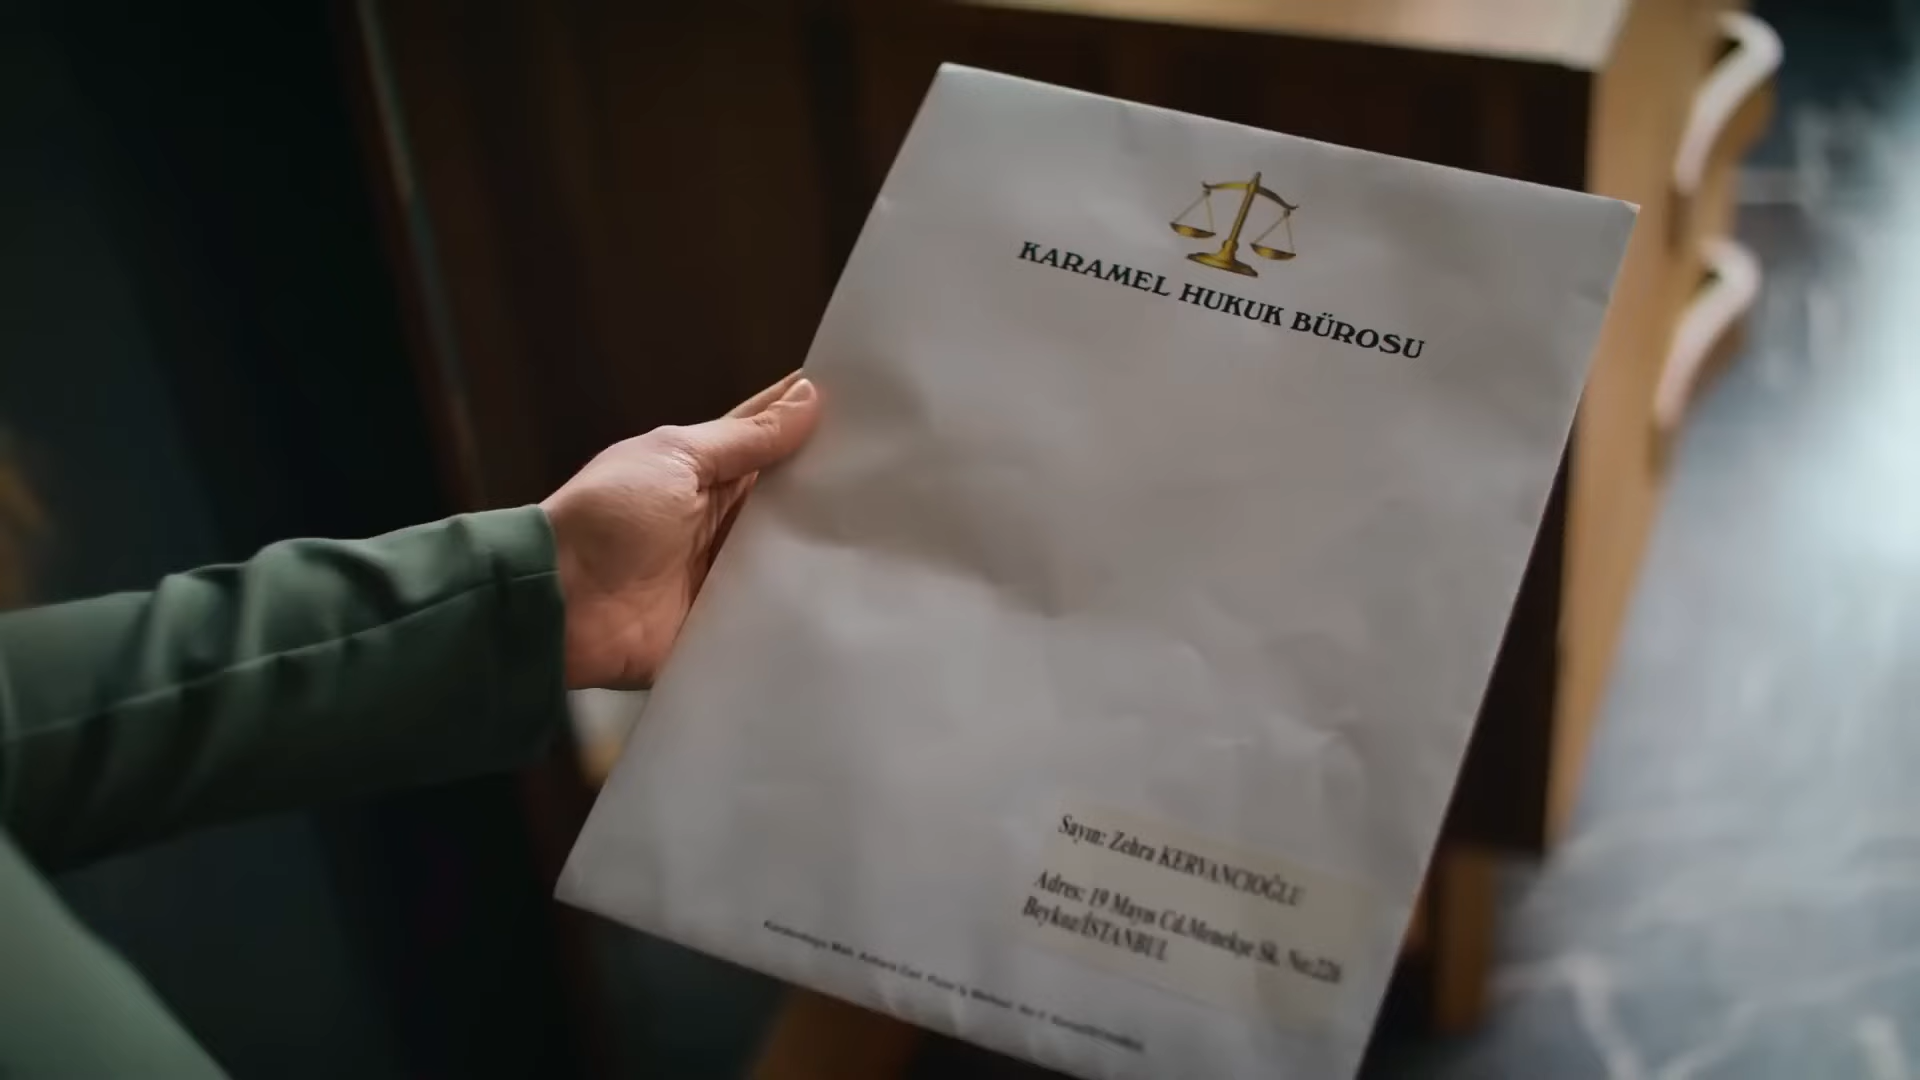 KARAMEL HUKUK BÜROSU
Sayın: Zehra KERVANCIOĞLU
Adres: 19 Mayıs Cd.Menekşe Sk. No:226
Beykoz/İSTANBUL